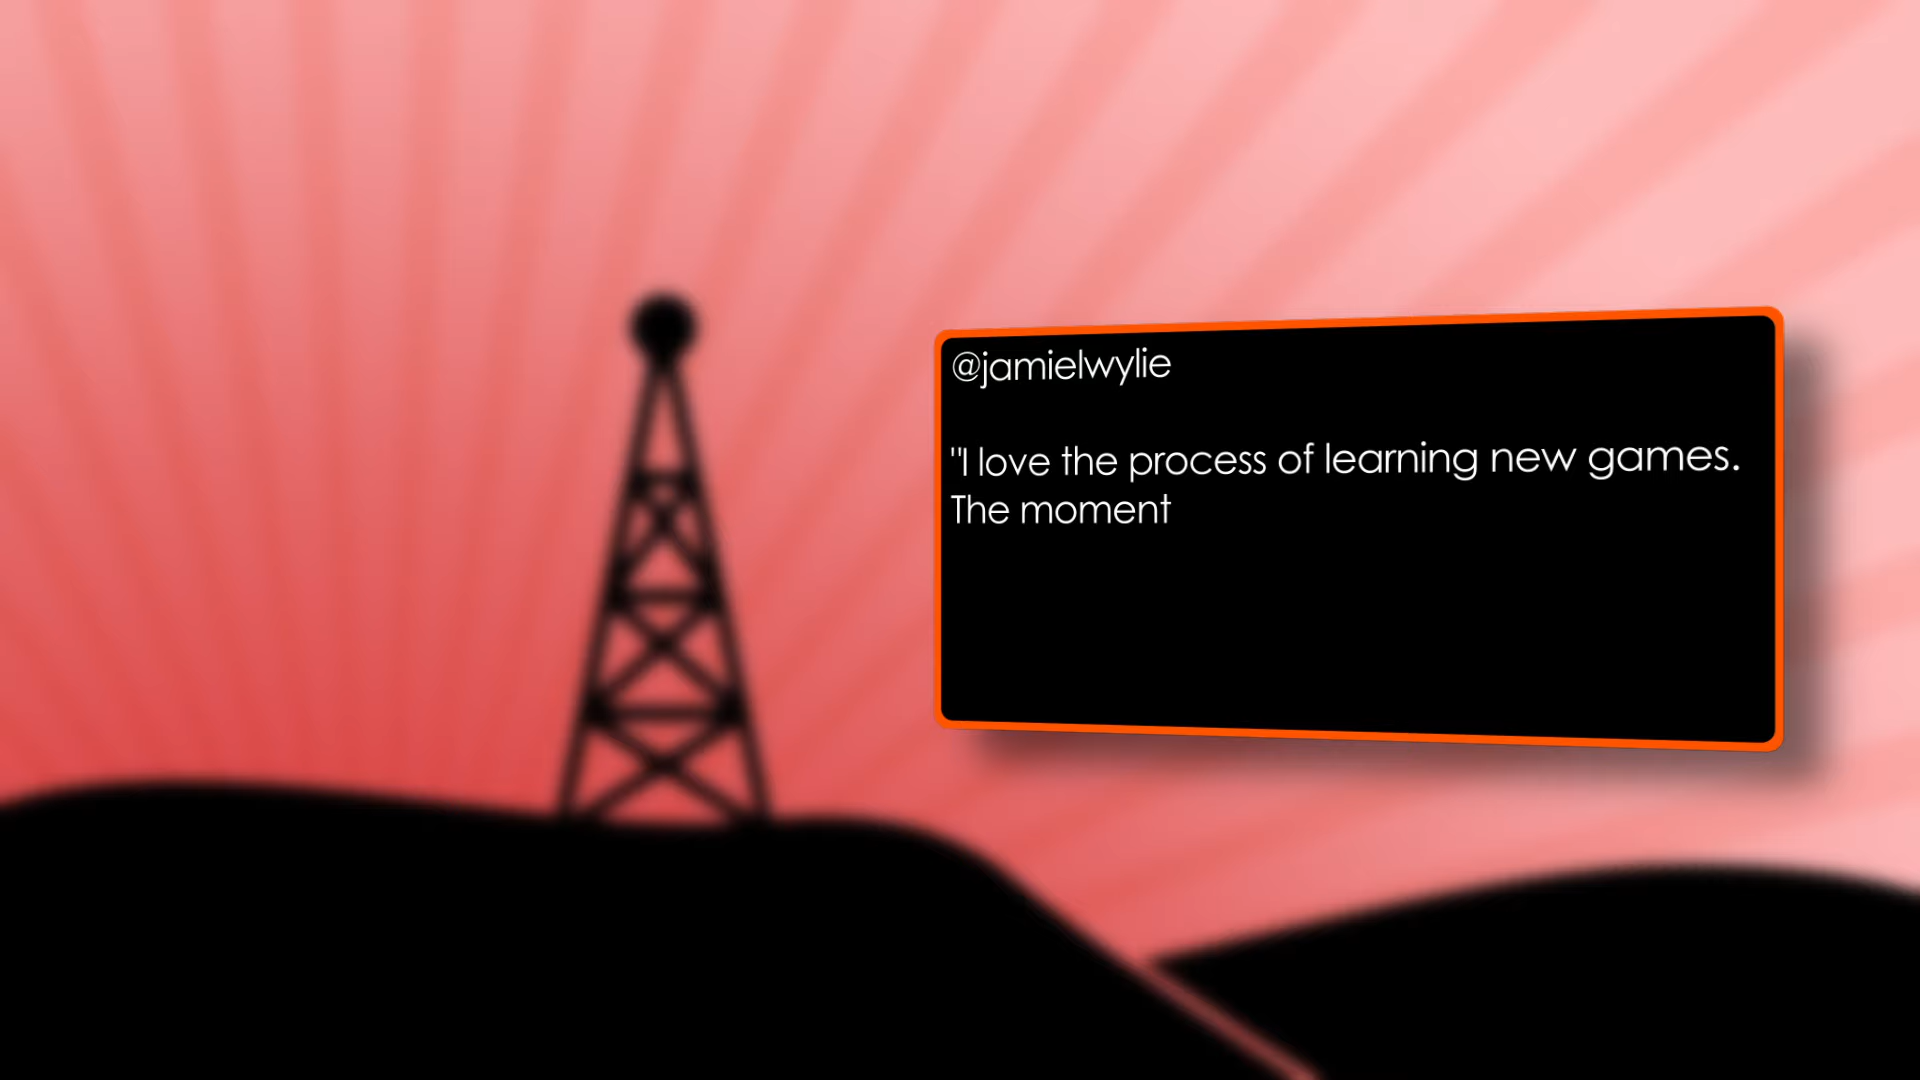 @jamielwylie
"I love the process of learning new games.
The moment